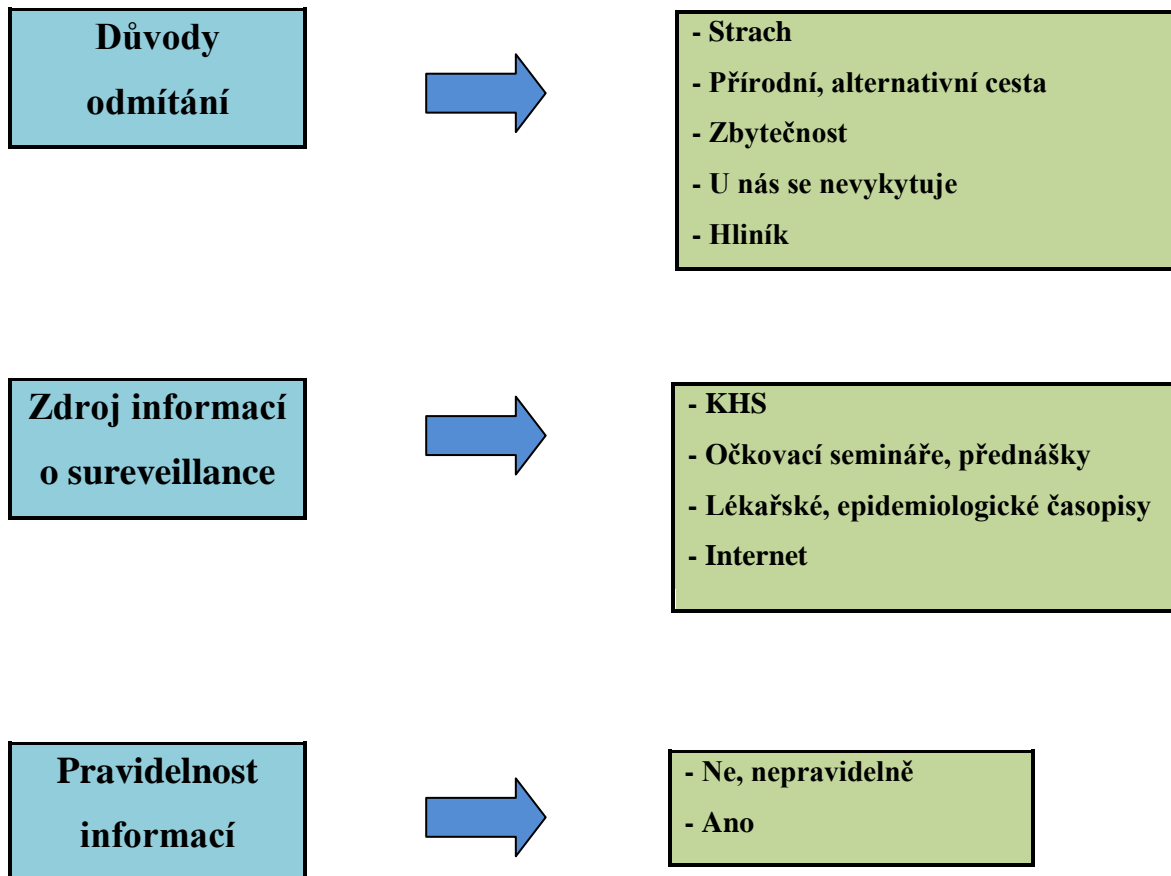 Důvody
odmítání
- Strach
- Přírodní, alternativní cesta
- Zbytečnost
- U nás se nevykytuje
- Hliník
Zdroj informací
o sureveillance
- KHS
- Očkovací semináře, přednášky
- Lékařské, epidemiologické časopisy
- Internet
Pravidelnost
informací
- Ne, nepravidelně
- Ano